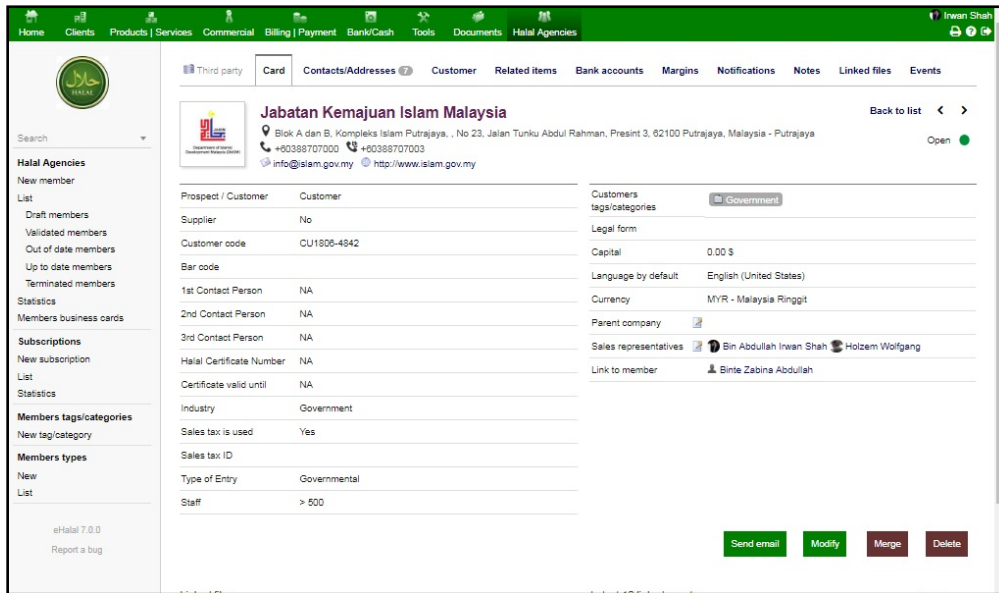 Home Clients Products | Services Commercial Billing | Payment Bank/Cash Tools Documents Halal Agencies
Irwan Shah
حلال
HALAL
Search
Halal Agencies
New member
List
Draft members
Validated members
Out of date members
Up to date members
Terminated members
Statistics
Members business cards
Subscriptions
New subscription
List
Statistics
Members tags/categories
New tag/category
Members types
New
List
eHalal 7.0.0
Report a bug
Third party Card Contacts/Addresses 7 Customer Related items Bank accounts Margins Notifications Notes Linked files Events
Jabatan Kemajuan Islam Malaysia
Back to list < >
Blok A dan B, Kompleks Islam Putrajaya, , No 23, Jalan Tunku Abdul Rahman, Presint 3, 62100 Putrajaya, Malaysia - Putrajaya
Open
+60388707000 +60388707003
info@islam.gov.my http://www.islam.gov.my
Prospect / Customer Customer
Supplier No
Customer code CU1806-4842
Bar code
1st Contact Person NA
2nd Contact Person NA
3rd Contact Person NA
Halal Certificate Number NA
Certificate valid until NA
Industry Government
Sales tax is used Yes
Sales tax ID
Type of Entry Governmental
Staff > 500
Customers
tags/categories Government
Legal form
Capital 0.00 $
Language by default English (United States)
Currency MYR - Malaysia Ringgit
Parent company
Sales representatives Bin Abdullah Irwan Shah Holzem Wolfgang
Link to member Binte Zabina Abdullah
Send email Modify Merge Delete